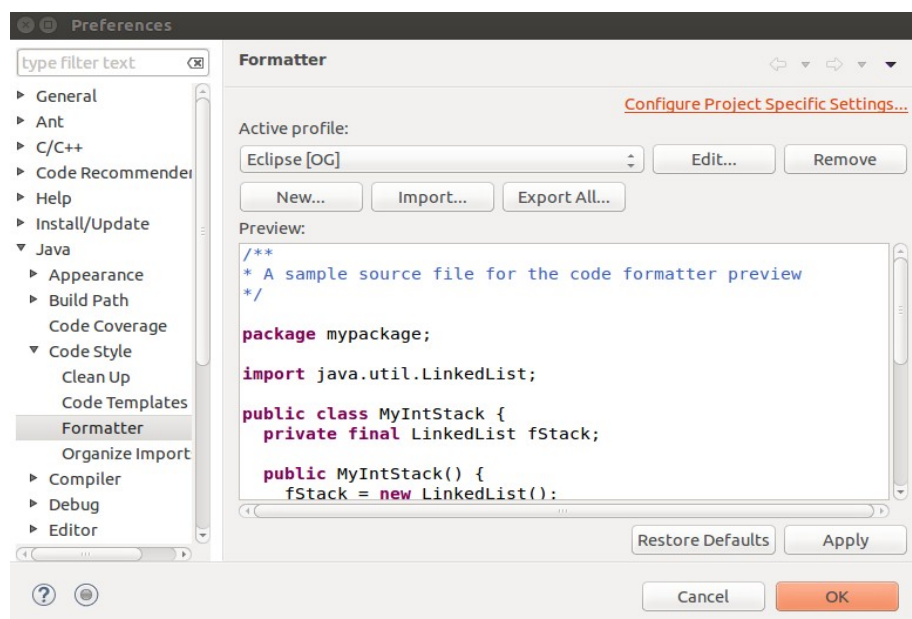 Preferences
type filter text
General
Ant
C/C++
Code Recommender
Help
Install/Update
Java
Appearance
Build Path
Code Coverage
Code Style
Clean Up
Code Templates
Formatter
Organize Import
Compiler
Debug
Editor
Formatter
Configure Project Specific Settings...
Active profile:
Eclipse [OG]
Edit...
Remove
New...
Import...
Export All...
Preview:
/**
* A sample source file for the code formatter preview
*/
package mypackage;
import java.util.LinkedList;
public class MyIntStack {
private final LinkedList fStack;
public MyIntStack() {
fStack = new LinkedList();
Restore Defaults
Apply
?
Cancel
OK